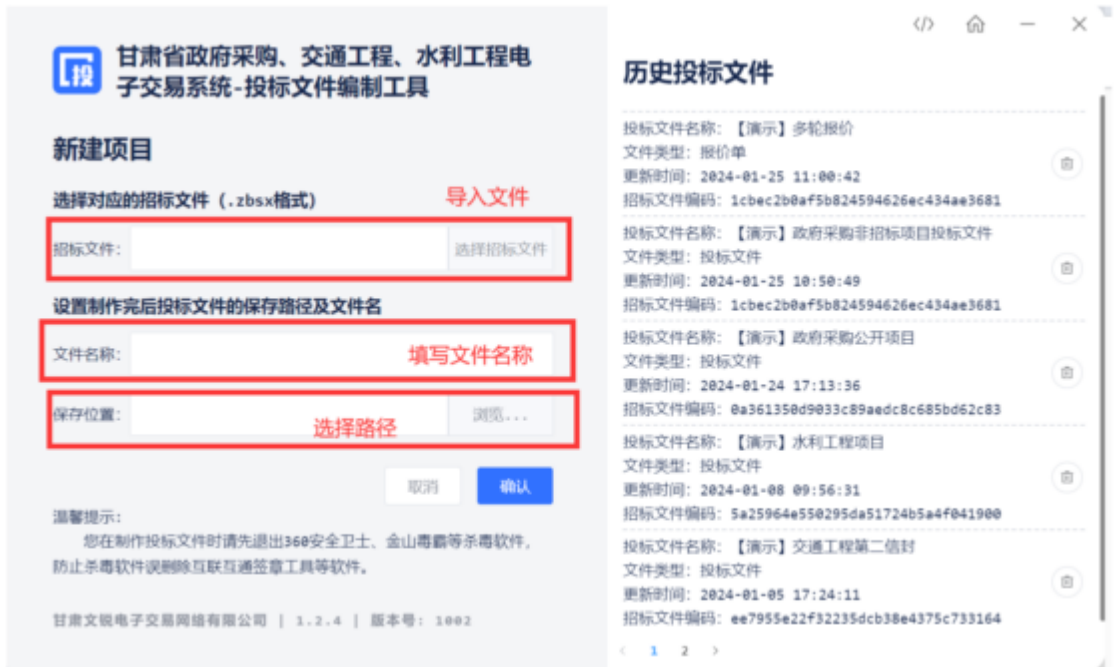 甘肃省政府采购、交通工程、水利工程电
子交易系统-投标文件编制工具
投
新建项目
选择对应的招标文件（.zbsx格式）
导入文件
招标文件：
选择招标文件
设置制作完后投标文件的保存路径及文件名
文件名称：
填写文件名称
保存位置：
浏览...
选择路径
取消
确认
温馨提示：
您在制作投标文件时请先退出360安全卫士、金山毒霸等杀毒软件，
防止杀毒软件误删除互联互通签章工具等软件。
甘肃文锐电子交易网络有限公司 | 1.2.4 | 版本号：1002
历史投标文件
投标文件名称：【演示】多轮报价
文件类型：报价单
更新时间：2024-01-25 11:00:42
招标文件编码：1cbec2b0af5b824594626ec434ae3681
投标文件名称：【演示】政府采购非招标项目投标文件
文件类型：投标文件
更新时间：2024-01-25 10:50:49
招标文件编码：1cbec2b0af5b824594626ec434ae3681
投标文件名称：【演示】政府采购公开项目
文件类型：投标文件
更新时间：2024-01-24 17:13:36
招标文件编码：0a361350d9033c89aedc8c685bd62c83
投标文件名称：【演示】水利工程项目
文件类型：投标文件
更新时间：2024-01-08 09:56:31
招标文件编码：5a25964e550295da51724b5a4f041900
投标文件名称：【演示】交通工程第二信封
文件类型：投标文件
更新时间：2024-01-05 17:24:11
招标文件编码：ee7955e22f32235dcb38e4375c733164
‹ 1 2 ›